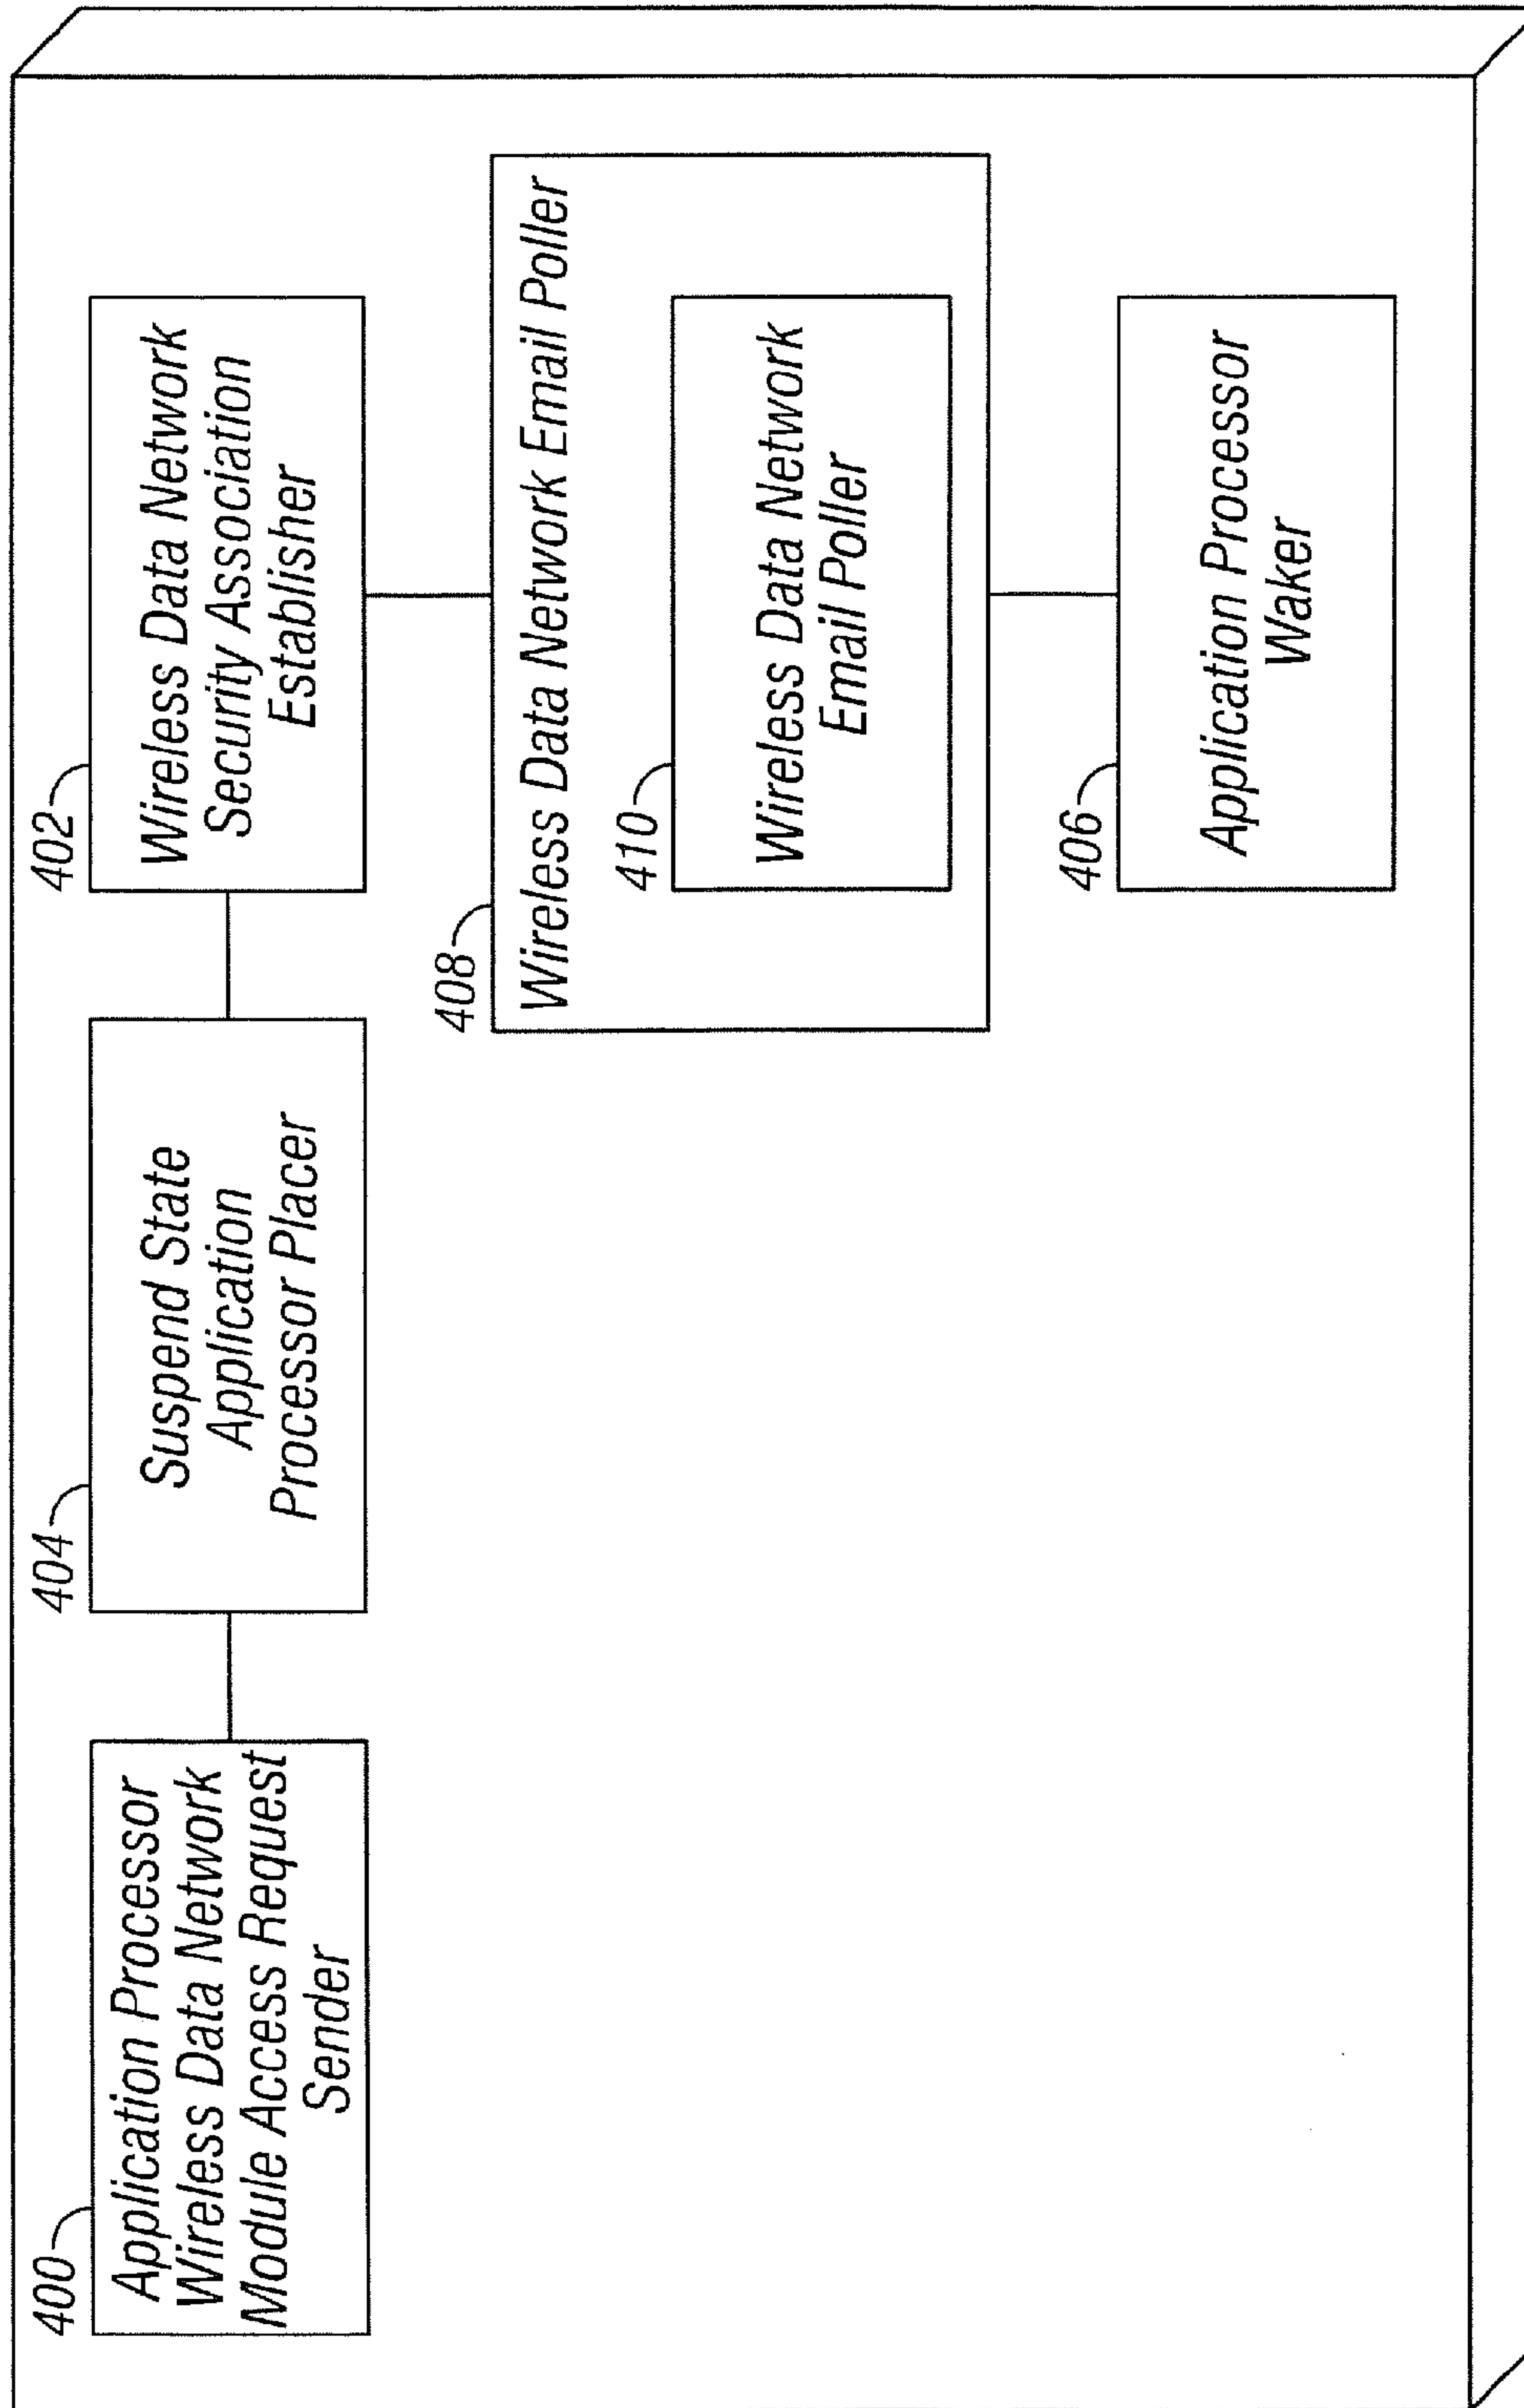 400
Application Processor
Wireless Data Network
Module Access Request
Sender
404
Suspend State
Application
Processor Placer
402
Wireless Data Network
Security Association
Establisher
408
Wireless Data Network Email Poller
410
Wireless Data Network
Email Poller
406
Application Processor
Waker